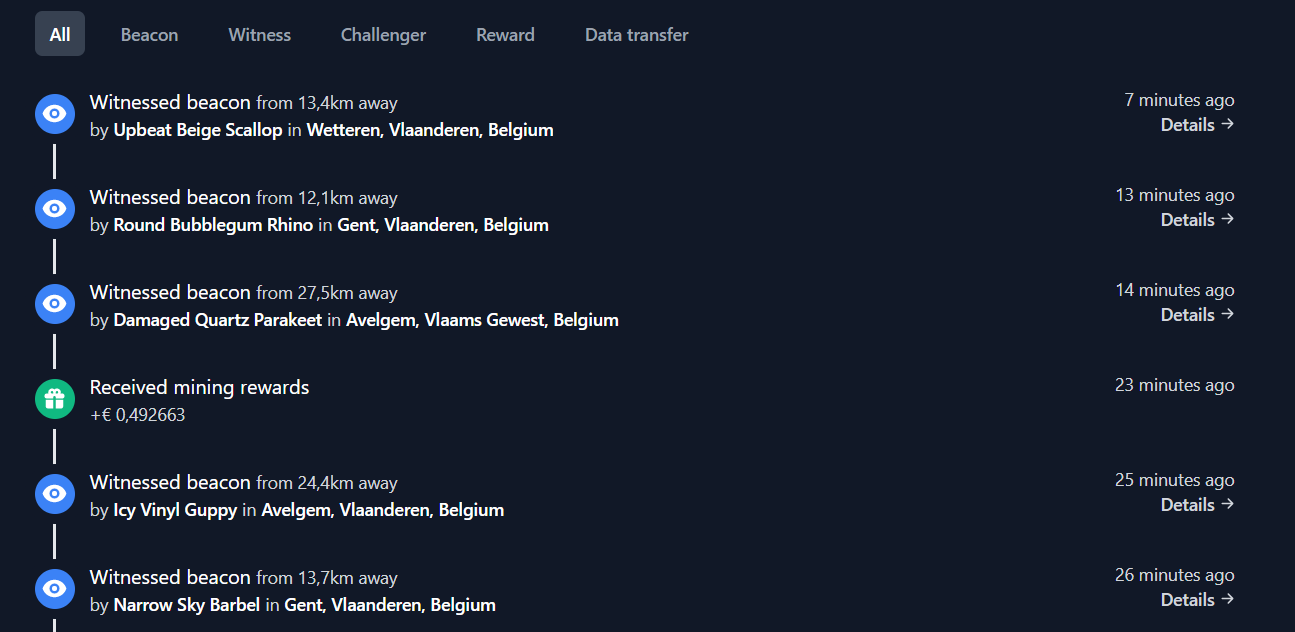 All Beacon Witness Challenger Reward Data transfer
Witnessed beacon from 13,4km away 7 minutes ago
by Upbeat Beige Scallop in Wetteren, Vlaanderen, Belgium Details →
Witnessed beacon from 12,1km away 13 minutes ago
by Round Bubblegum Rhino in Gent, Vlaanderen, Belgium Details →
Witnessed beacon from 27,5km away 14 minutes ago
by Damaged Quartz Parakeet in Avelgem, Vlaams Gewest, Belgium Details →
Received mining rewards 23 minutes ago
+€ 0,492663
Witnessed beacon from 24,4km away 25 minutes ago
by Icy Vinyl Guppy in Avelgem, Vlaanderen, Belgium Details →
Witnessed beacon from 13,7km away 26 minutes ago
by Narrow Sky Barbel in Gent, Vlaanderen, Belgium Details →